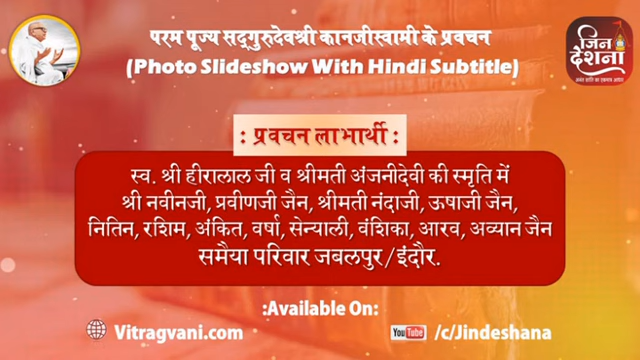 परम पूज्य सद्गुरुदेवश्री कानजीस्वामी के प्रवचन
(Photo Slideshow With Hindi Subtitle)
जिन
देशना
: प्रवचन लाभार्थी :
स्व. श्री हीरालाल जी व श्रीमती अंजनीदेवी की स्मृति में
श्री नवीनजी, प्रवीणजी जैन, श्रीमती नंदाजी, ऊषाजी जैन,
नितिन, रशिम, अंकित, वर्षा, सेन्याली, वंशिका, आरव, अव्यान जैन
समैया परिवार जबलपुर/इंदौर.
:Available On:
Vitragvani.com
YouTube /c/Jindeshana